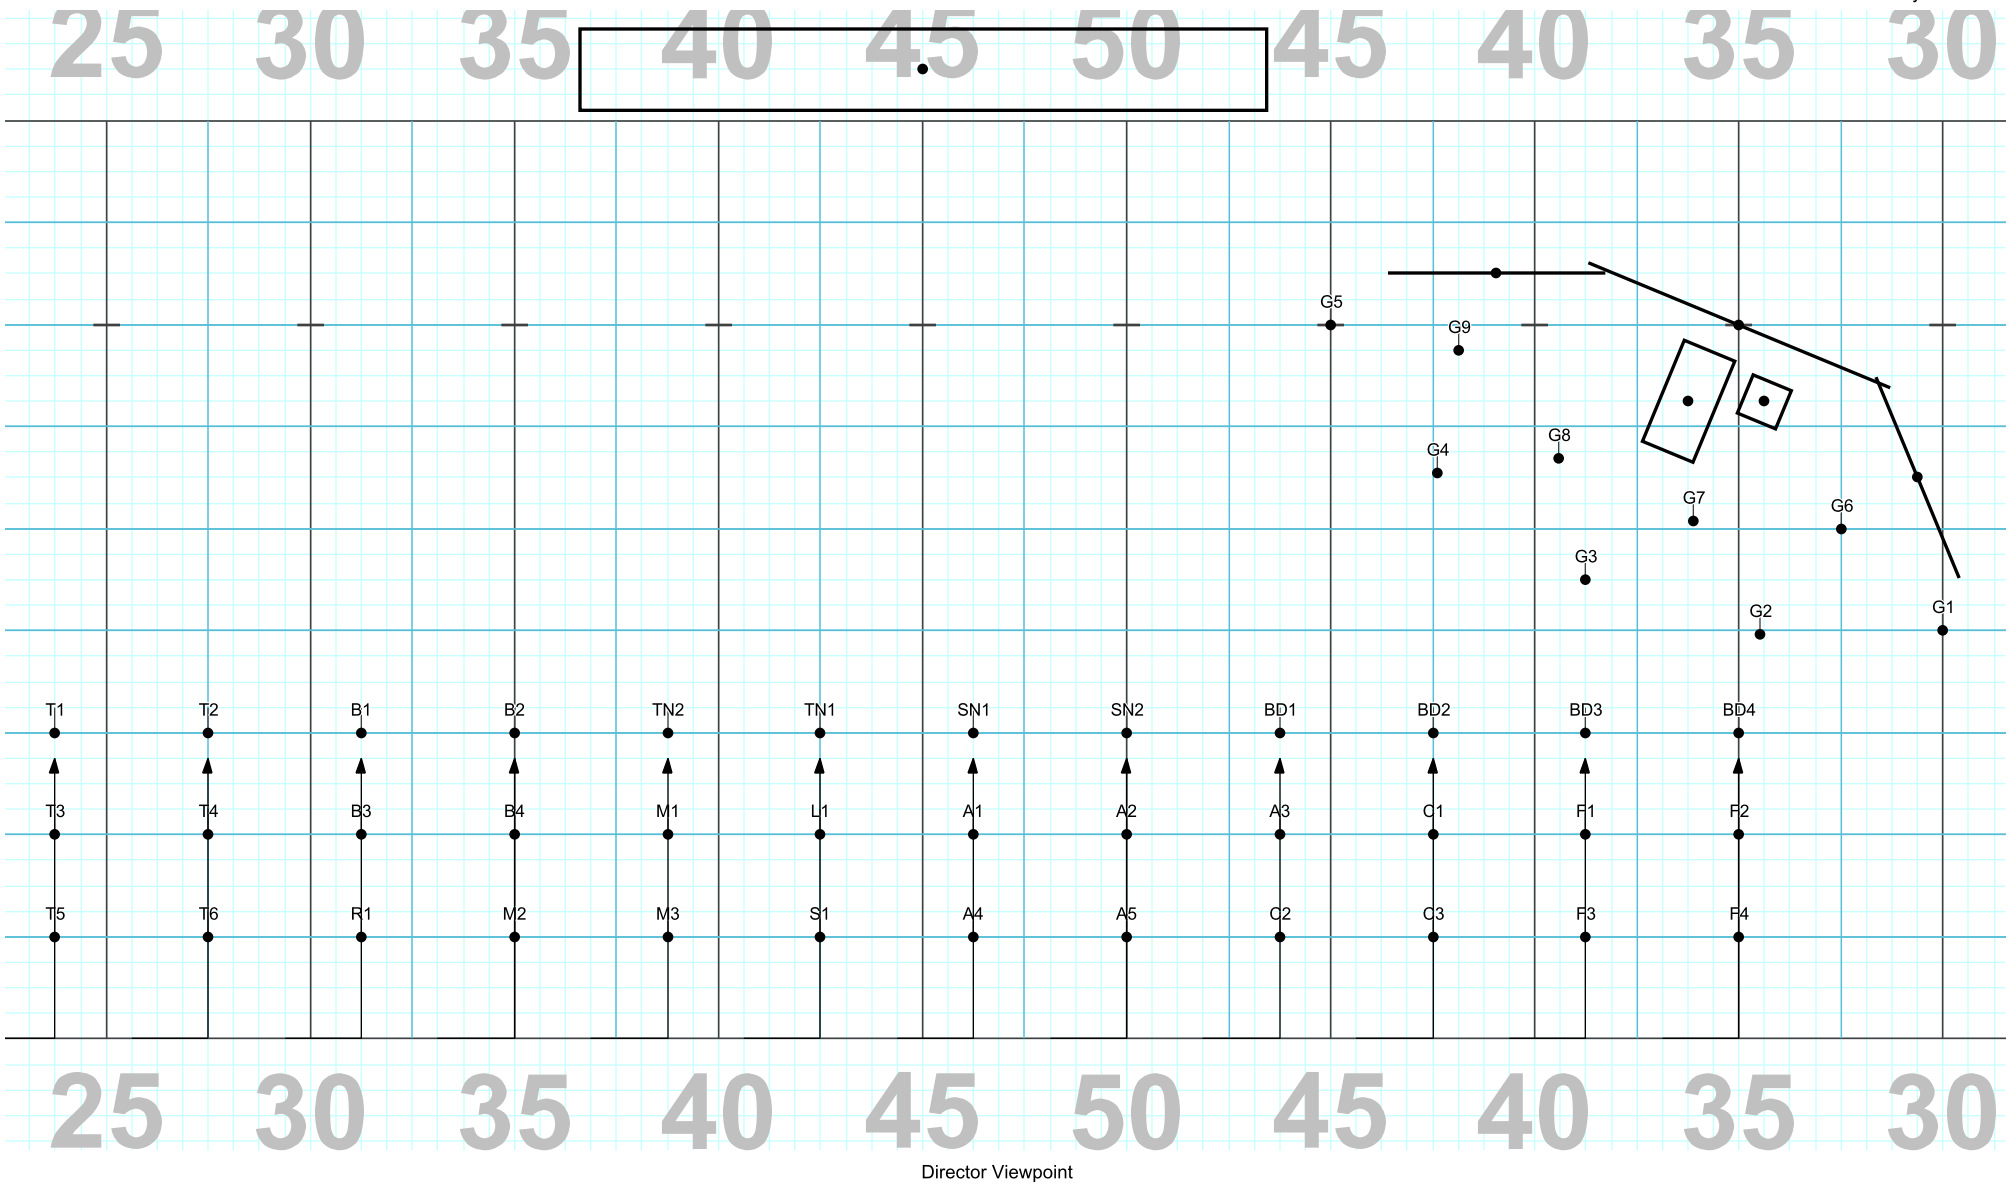 25 30 35 40 45 50 45 40 35 30
G5
G9
G8
G4
G7
G6
G3
G1
G2
T1 T2 B1 B2 TN2 TN1 SN1 SN2 BD1 BD2 BD3 BD4
T3 T4 B3 B4 M1 L1 A1 A2 A3 C1 F1 F2
T5 T6 R1 M2 M3 S1 A4 A5 C2 C3 F3 F4
25 30 35 40 45 50 45 40 35 30
Director Viewpoint